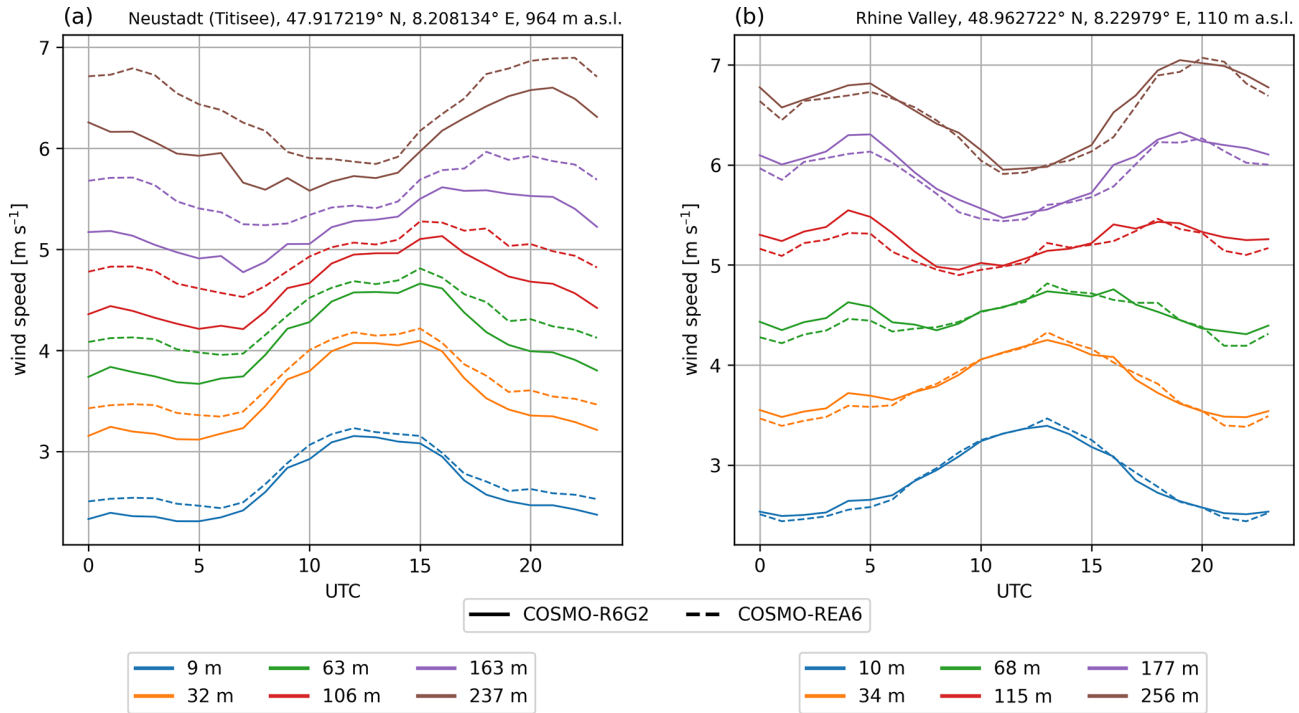 (a) Neustadt (Titisee), 47.917219° N, 8.208134° E, 964 m a.s.l.
7
6
5
4
3
wind speed [m s⁻¹]
0 5 10 15 20
UTC
(b) Rhine Valley, 48.962722° N, 8.22979° E, 110 m a.s.l.
7
6
5
4
3
wind speed [m s⁻¹]
0 5 10 15 20
UTC
COSMO-R6G2 COSMO-REA6
9 m 63 m 163 m
32 m 106 m 237 m
10 m 68 m 177 m
34 m 115 m 256 m